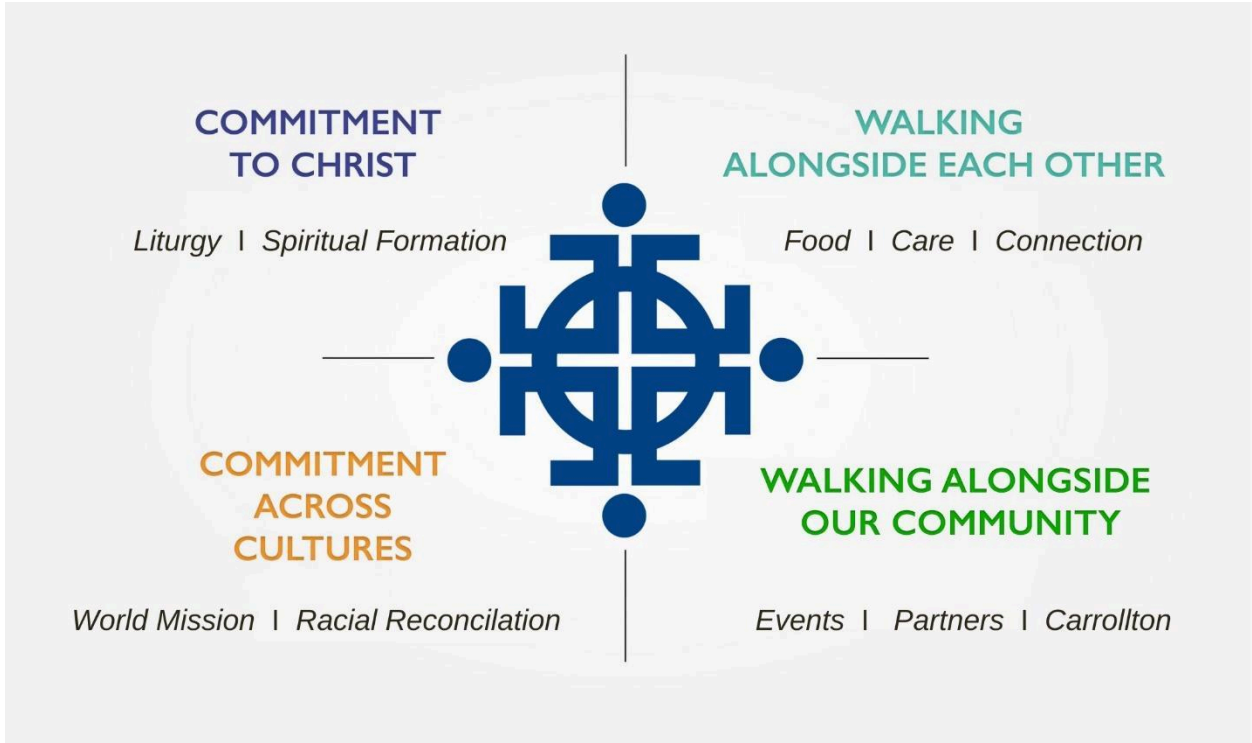 COMMITMENT
TO CHRIST
Liturgy I Spiritual Formation
WALKING
ALONGSIDE EACH OTHER
Food I Care I Connection
COMMITMENT
ACROSS
CULTURES
World Mission I Racial Reconcilation
WALKING ALONGSIDE
OUR COMMUNITY
Events I Partners I Carrollton